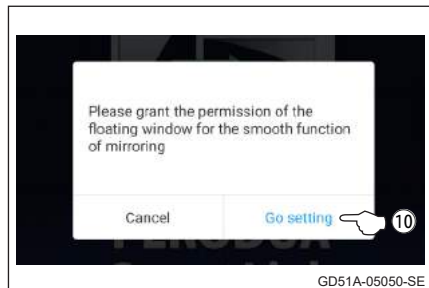 Please grant the permission of the
floating window for the smooth function
of mirroring
Cancel
Go setting
10
GD51A-05050-SE